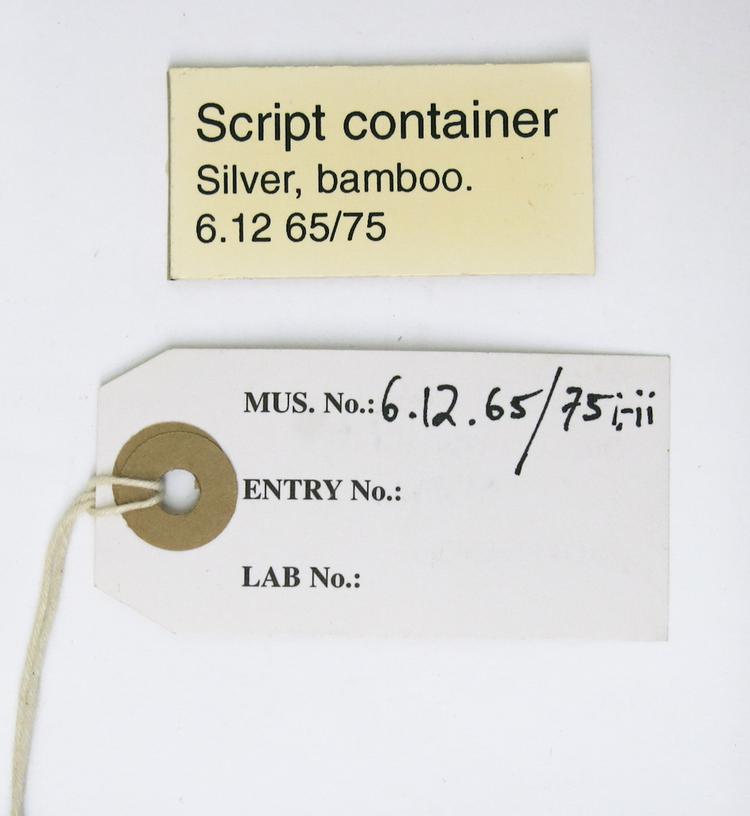 Script container
Silver, bamboo.
6.12 65/75
MUS. No.: 6.12.65/75i,-ii
ENTRY No.:
LAB No.: